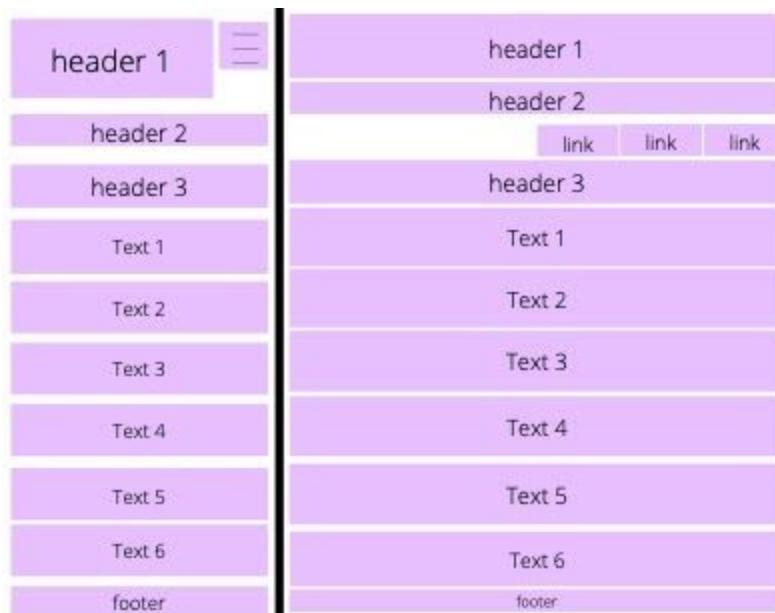 header 1
header 2
header 3
Text 1
Text 2
Text 3
Text 4
Text 5
Text 6
footer
header 1
header 2
link link link
header 3
Text 1
Text 2
Text 3
Text 4
Text 5
Text 6
footer